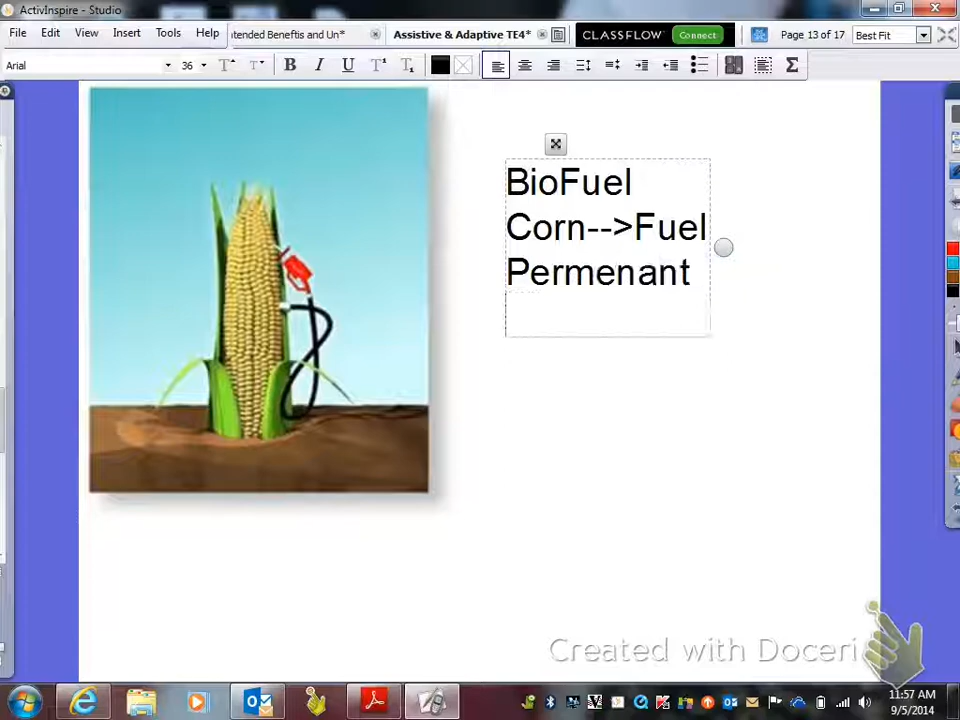 ActivInspire - Studio
File Edit View Insert Tools Help
tended Beneftis and Un* Assistive & Adaptive TE4* CLASSFLOW Connect Page 13 of 17 Best Fit
Arial 36 B I U
BioFuel
Corn-->Fuel
Permenant
Created with Doceri
11:57 AM
9/5/2014